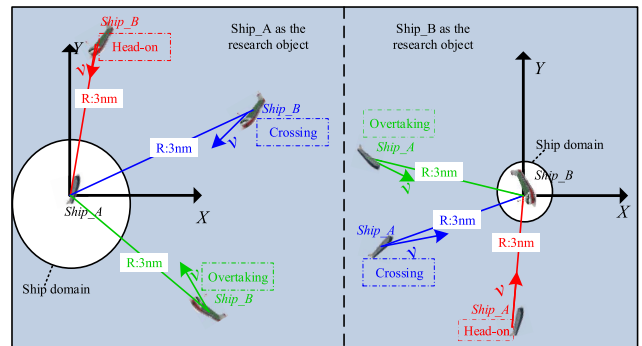 Ship_A as the
research object
Y
Ship_B
Head-on
v
R:3nm
Ship_B
Crossing
R:3nm
v
Ship_A
X
R:3nm
Overtaking
v
Ship_B
Ship domain
Ship_B as the
research object
Y
Overtaking
Ship_A
Ship domain
R:3nm
v
Ship_B
Ship_A
R:3nm
X
v
Crossing
R:3nm
v
Ship_A
Head-on